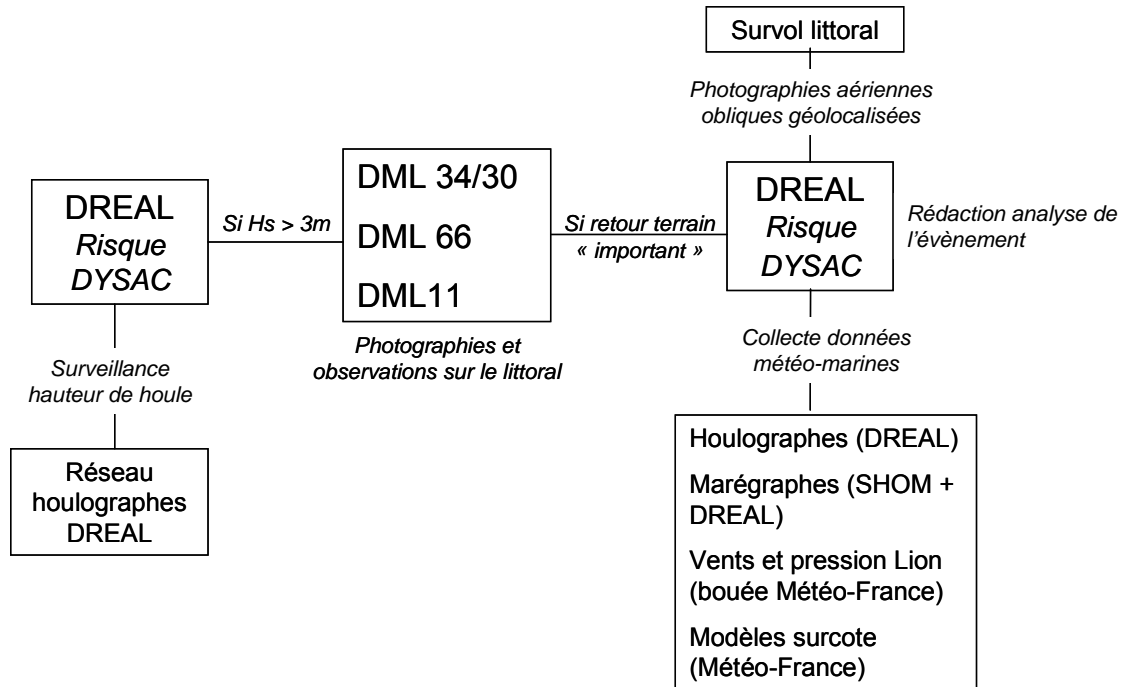 Survol littoral
Photographies aériennes
obliques géolocalisées
DREAL
Risque
DYSAC
Si Hs > 3m
DML 34/30
DML 66
DML11
Photographies et
observations sur le littoral
Si retour terrain
« important »
DREAL
Risque
DYSAC
Rédaction analyse de
l'évènement
Surveillance
hauteur de houle
Réseau
houlographes
DREAL
Collecte données
météo-marines
Houlographes (DREAL)
Marégraphes (SHOM +
DREAL)
Vents et pression Lion
(bouée Météo-France)
Modèles surcote
(Météo-France)